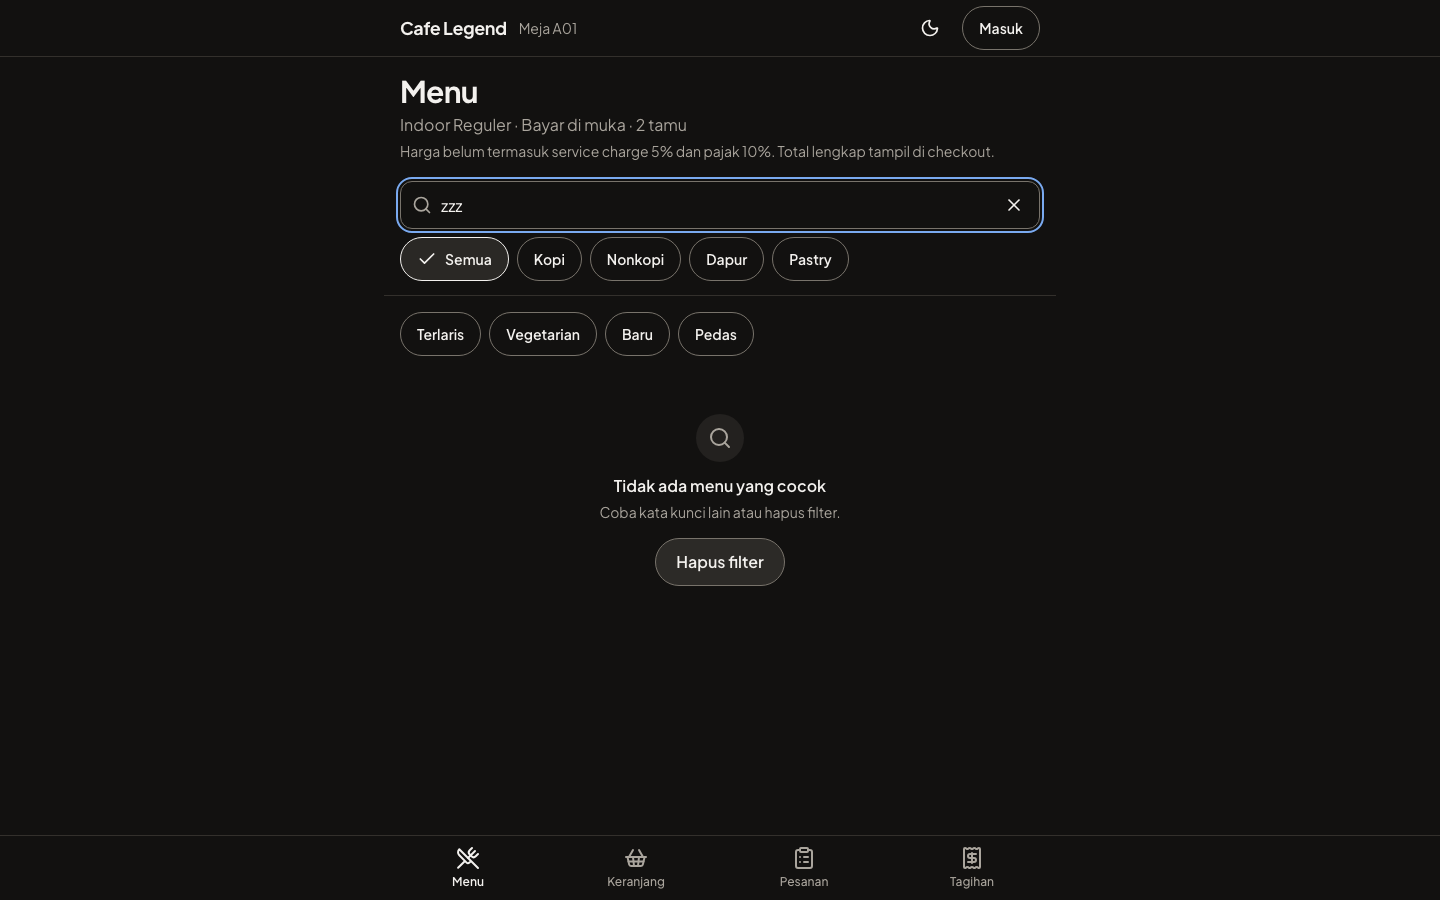 Cafe Legend Meja A01 Masuk
Menu
Indoor Reguler · Bayar di muka · 2 tamu
Harga belum termasuk service charge 5% dan pajak 10%. Total lengkap tampil di checkout.
zzz
Semua Kopi Nonkopi Dapur Pastry
Terlaris Vegetarian Baru Pedas
Tidak ada menu yang cocok
Coba kata kunci lain atau hapus filter.
Hapus filter
Menu Keranjang Pesanan Tagihan